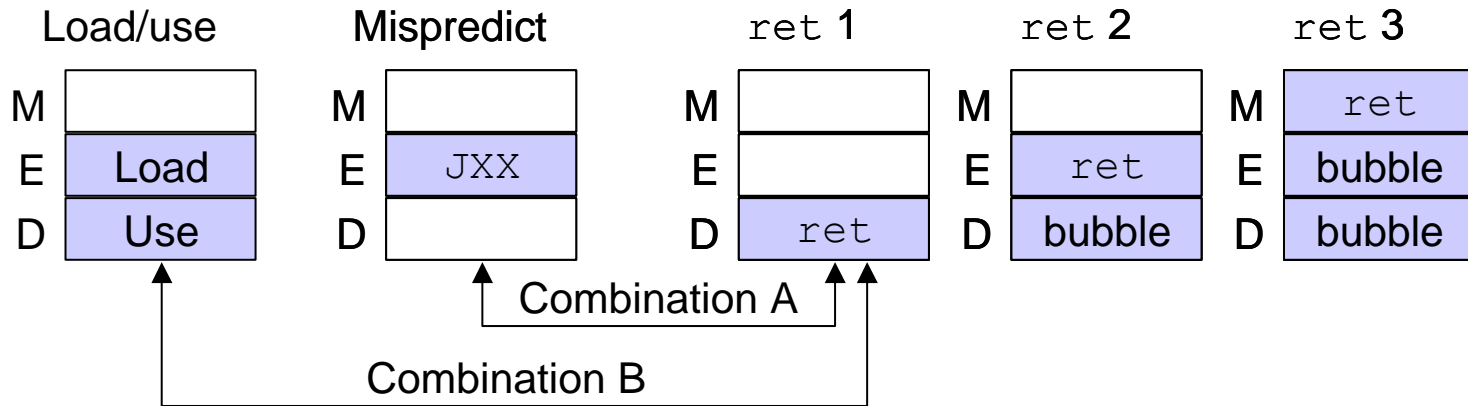 Load/use Mispredict ret 1 ret 2 ret 3
M M M M M ret
E Load E JXX E E ret E bubble
D Use D D ret D bubble D bubble
Combination A
Combination B